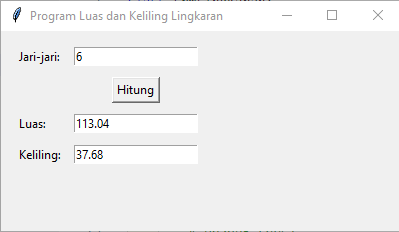 Program Luas dan Keliling Lingkaran
Jari-jari: 6
Hitung
Luas: 113.04
Keliling: 37.68